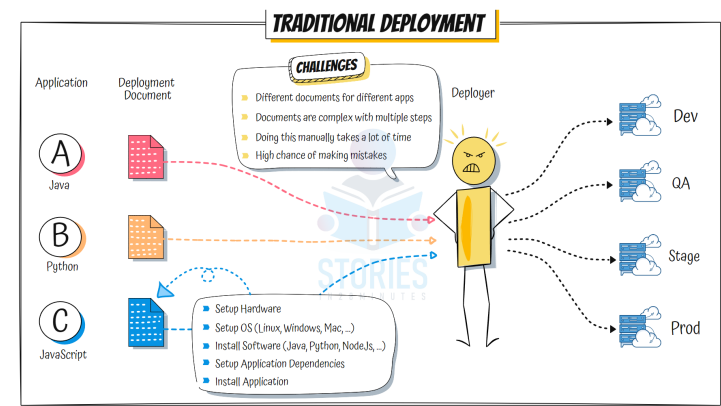 TRADITIONAL DEPLOYMENT
Application
Deployment
Document
CHALLENGES
Different documents for different apps
Documents are complex with multiple steps
Doing this manually takes a lot of time
High chance of making mistakes
Deployer
Dev
QA
Stage
Prod
A
Java
B
Python
C
JavaScript
STORIES
Setup Hardware
Setup OS (Linux, Windows, Mac, ...)
Install Software (Java, Python, NodeJs, ...)
Setup Application Dependencies
Install Application